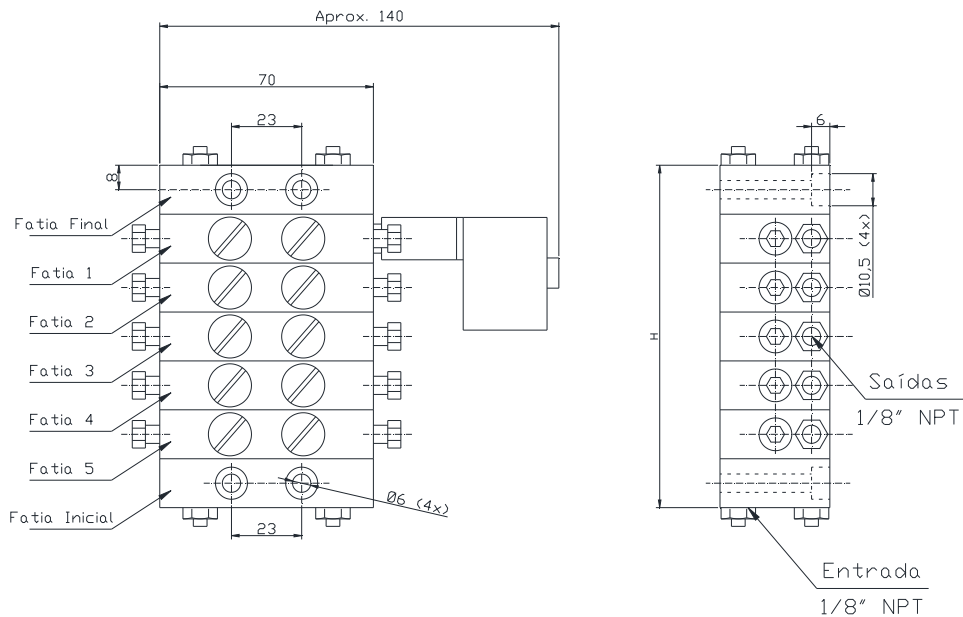 Aprox. 140
70
23
6
8
Fatia Final
Fatia 1
Fatia 2
Fatia 3
Fatia 4
Fatia 5
Fatia Inicial
23
Ø6 (4x)
H
Ø10,5 (4x)
Saídas
1/8" NPT
Entrada
1/8" NPT